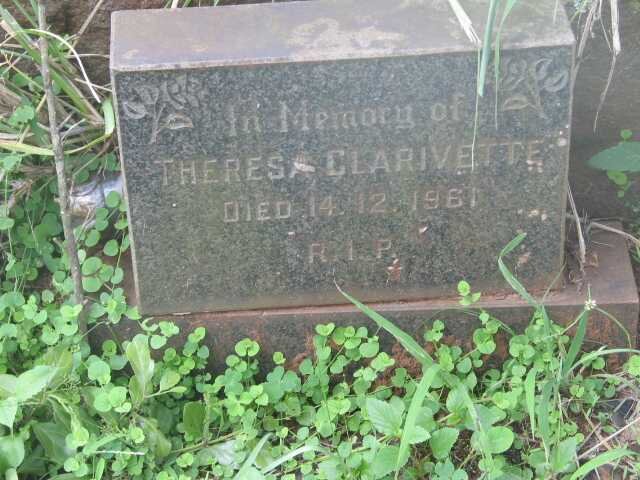 In Memory of
THERESA CLARIVETTE
DIED 14.12.1961
R.I.P.